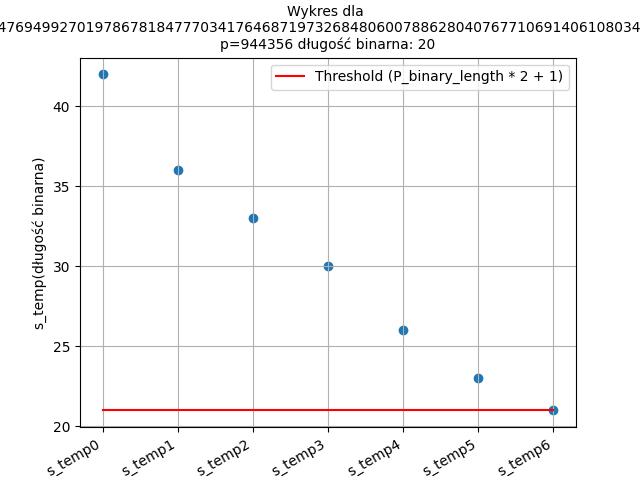 Wykres dla
476949927019786781847770341764687197326848060078862804076771069140610803​4
p=944356 długość binarna: 20
Threshold (P_binary_length * 2 + 1)
s_temp(długość binarna)
40
35
30
25
20
s_temp0
s_temp1
s_temp2
s_temp3
s_temp4
s_temp5
s_temp6